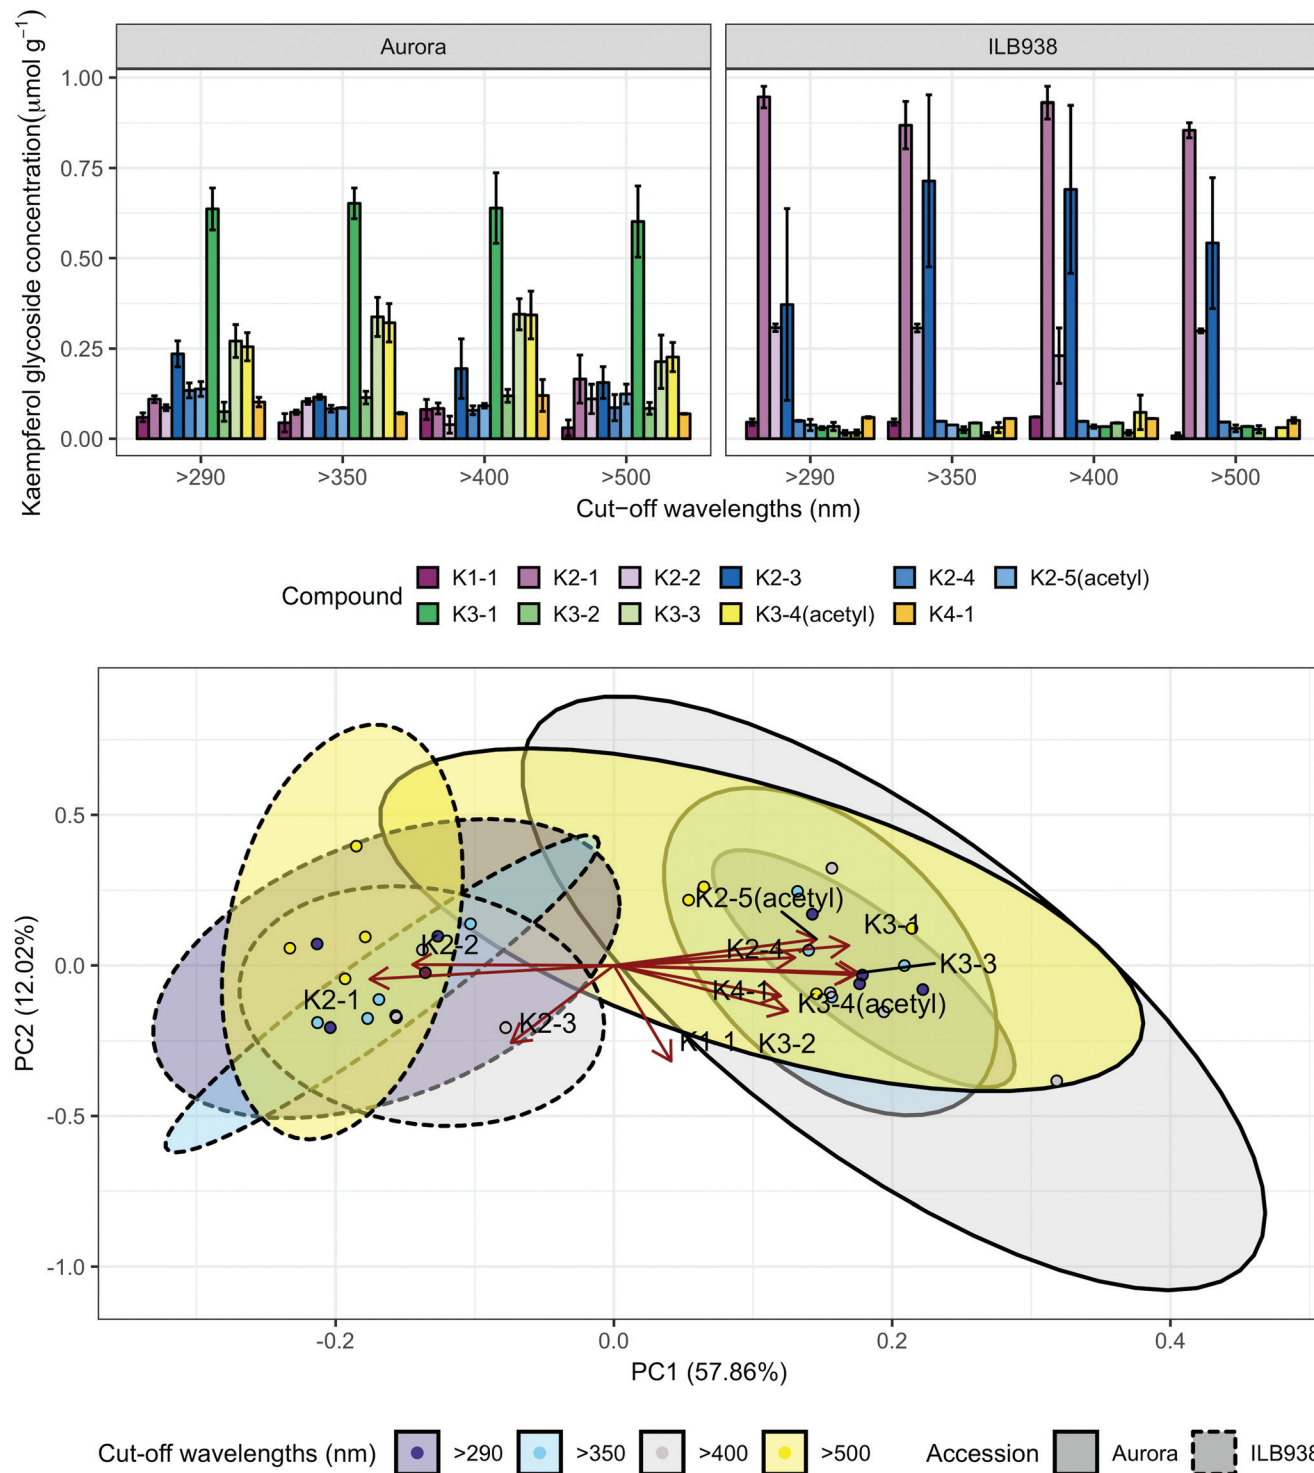 Aurora ILB938
Kaempferol glycoside concentration(μmol g⁻¹)
1.00
0.75
0.50
0.25
0.00
>290 >350 >400 >500 >290 >350 >400 >500
Cut−off wavelengths (nm)
Compound
K1-1 K2-1 K2-2 K2-3 K2-4 K2-5(acetyl)
K3-1 K3-2 K3-3 K3-4(acetyl) K4-1
PC2 (12.02%)
0.5
0.0
-0.5
-1.0
K2-5(acetyl)
K3-1
K2-2
K2-4
K3-3
K2-1
K4-1
K3-4(acetyl)
K2-3
K1-1
K3-2
-0.2 0.0 0.2 0.4
PC1 (57.86%)
Cut-off wavelengths (nm) >290 >350 >400 >500 Accession Aurora ILB938